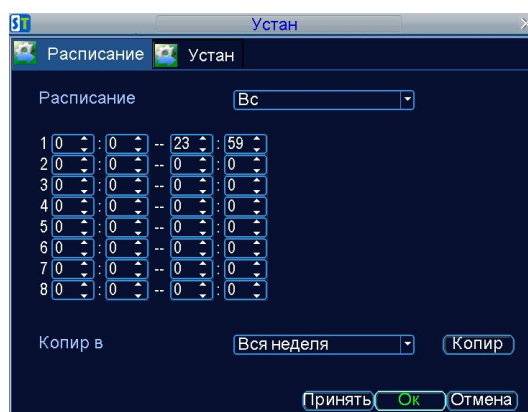 ST Устан
Расписание Устан
Расписание Вс
1 0 : 0 -- 23 : 59
2 0 : 0 -- 0 : 0
3 0 : 0 -- 0 : 0
4 0 : 0 -- 0 : 0
5 0 : 0 -- 0 : 0
6 0 : 0 -- 0 : 0
7 0 : 0 -- 0 : 0
8 0 : 0 -- 0 : 0
Копир в Вся неделя Копир
Принять Ок Отмена